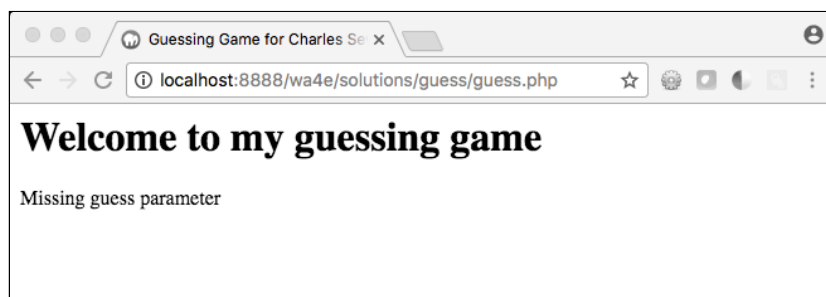 Guessing Game for Charles Se
localhost:8888/wa4e/solutions/guess/guess.php
Welcome to my guessing game
Missing guess parameter